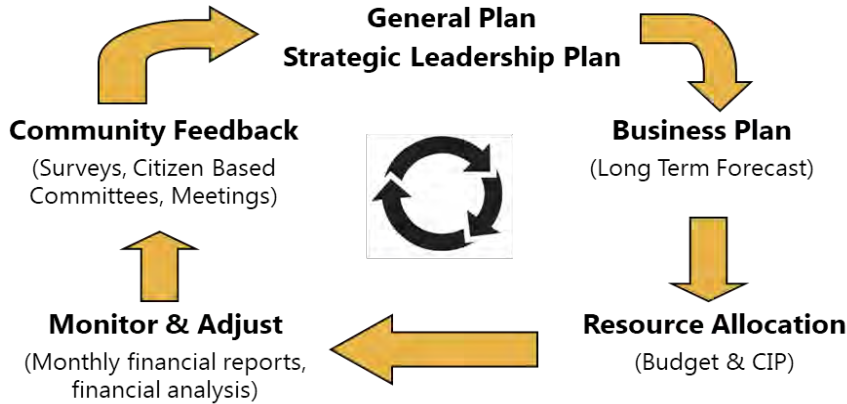 General Plan
Strategic Leadership Plan
Community Feedback
(Surveys, Citizen Based
Committees, Meetings)
Business Plan
(Long Term Forecast)
Monitor & Adjust
(Monthly financial reports,
financial analysis)
Resource Allocation
(Budget & CIP)